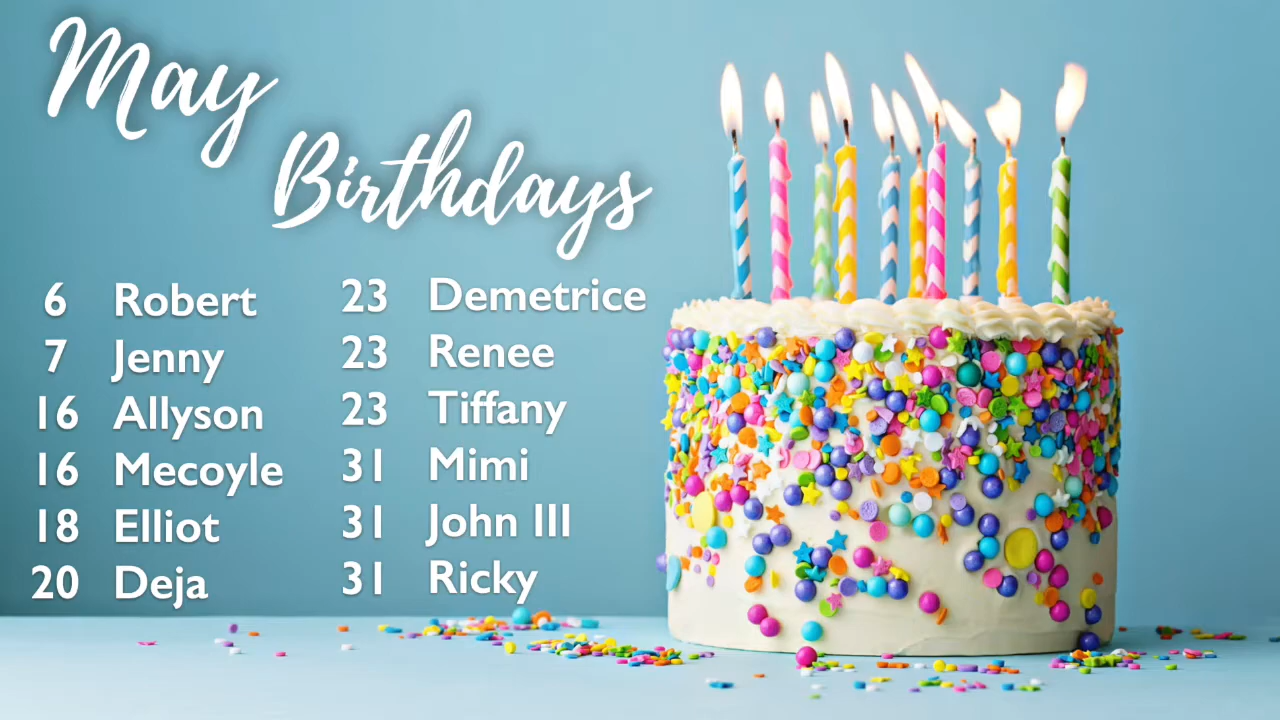 May
Birthdays
6 Robert
7 Jenny
16 Allyson
16 Mecoyle
18 Elliot
20 Deja
23 Demetrice
23 Renee
23 Tiffany
31 Mimi
31 John III
31 Ricky